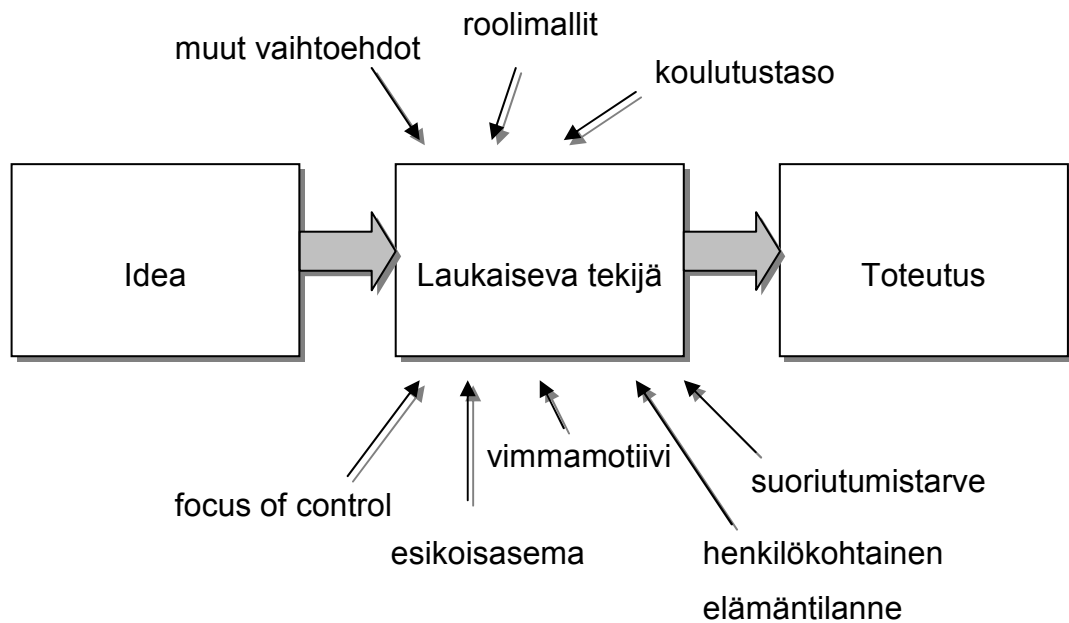 roolimallit
muut vaihtoehdot
koulutustaso
Idea
Laukaiseva tekijä
Toteutus
vimmamotiivi
suoriutumistarve
focus of control
esikoisasema
henkilökohtainen
elämäntilanne